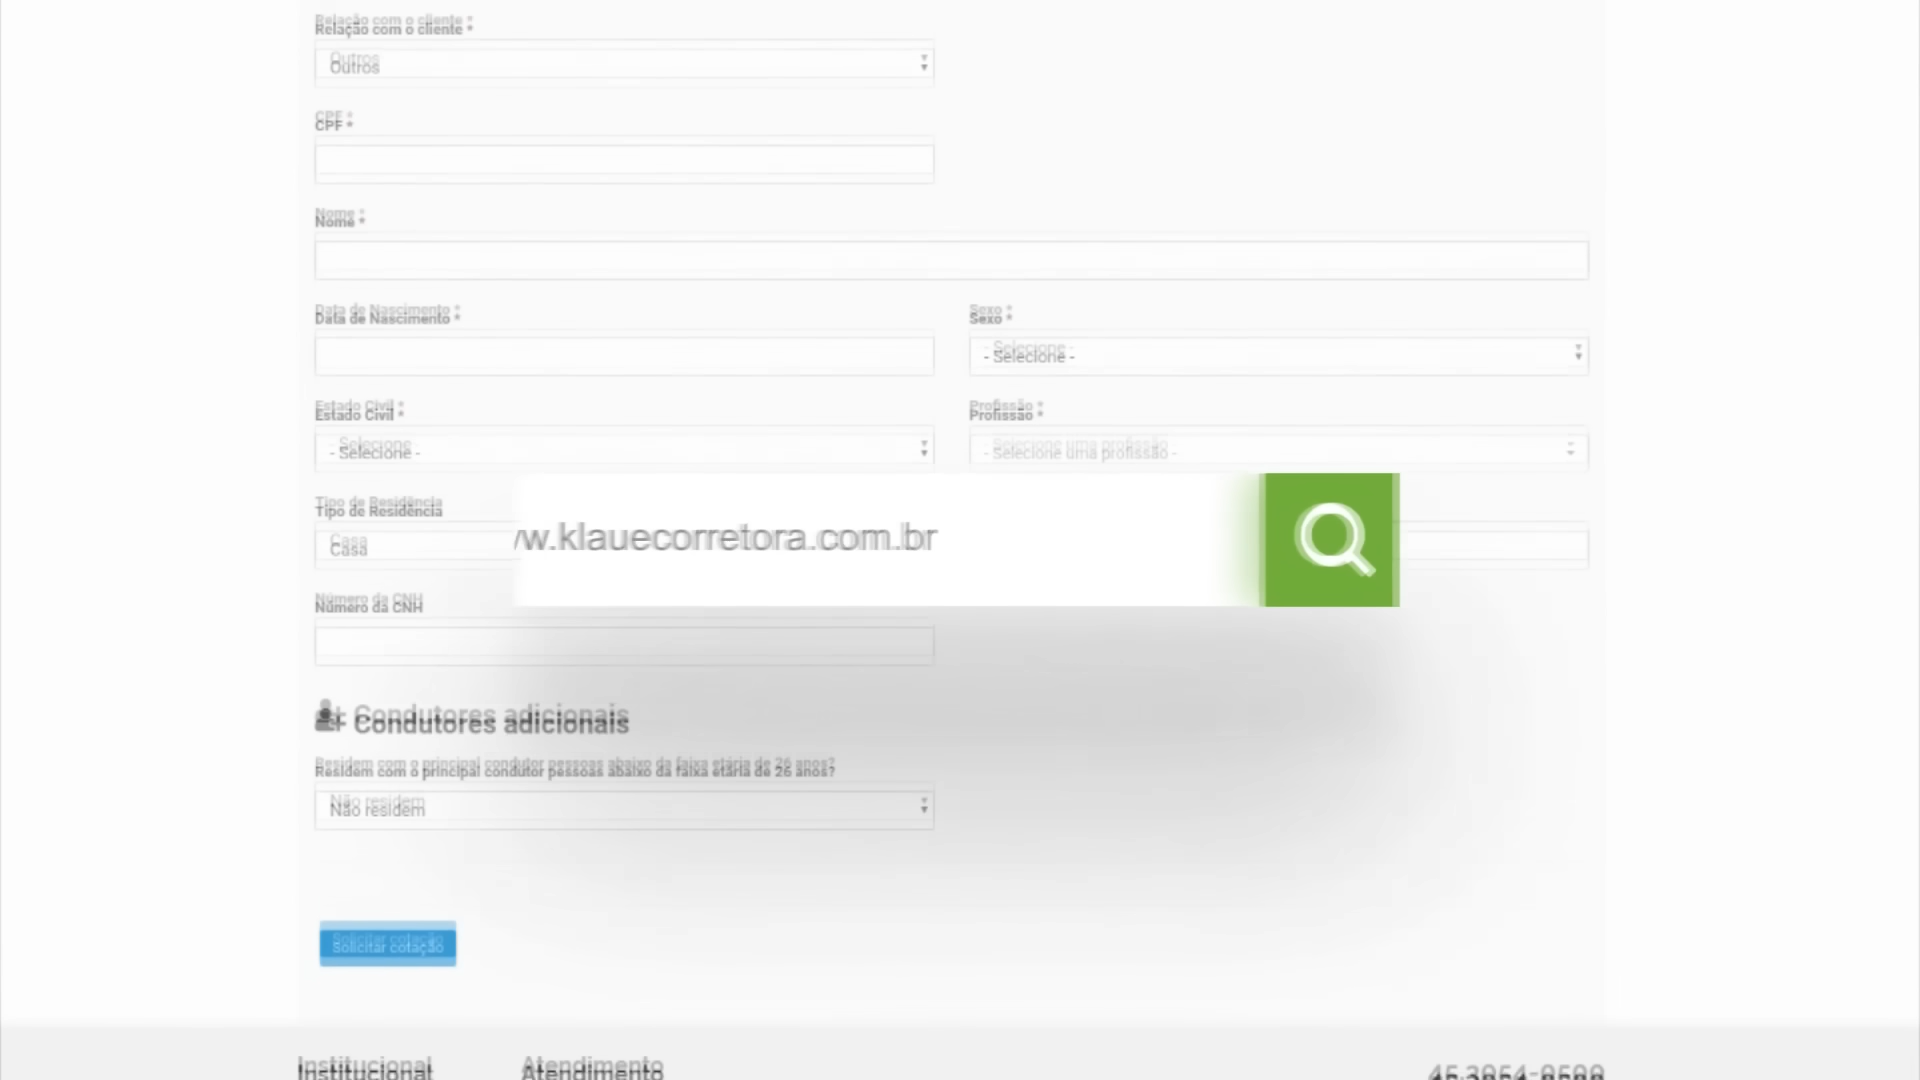 Relação com o cliente *
Outros
CPF *
Nome *
Data de Nascimento * Sexo *
- Selecione -
Estado Civil * Profissão *
- Selecione - - Selecione uma profissão -
Tipo de Residência
Casa
w.klauecorretora.com.br
Número da CNH
Condutores adicionais
Residem com o principal condutor pessoas abaixo da faixa etária de 26 anos?
Não residem
Solicitar cotação
Institucional Atendimento